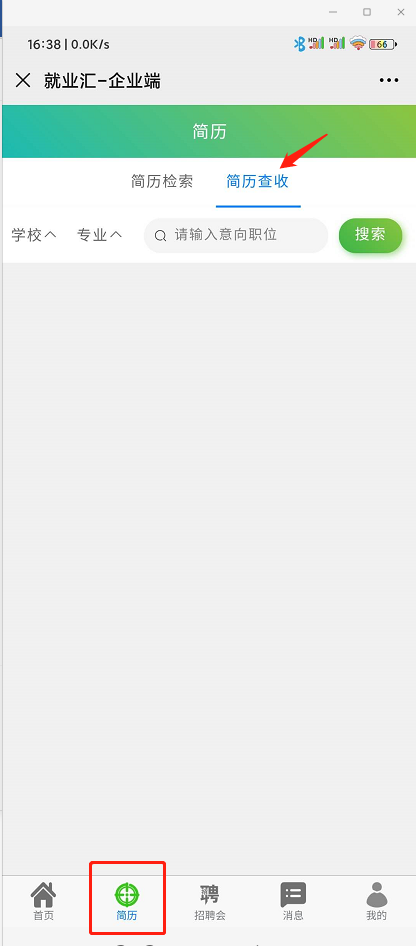 16:38 | 0.0K/s
HD HD 66
就业汇-企业端
简历
简历检索 简历查收
学校 专业 请输入意向职位 搜索
聘
首页 简历 招聘会 消息 我的